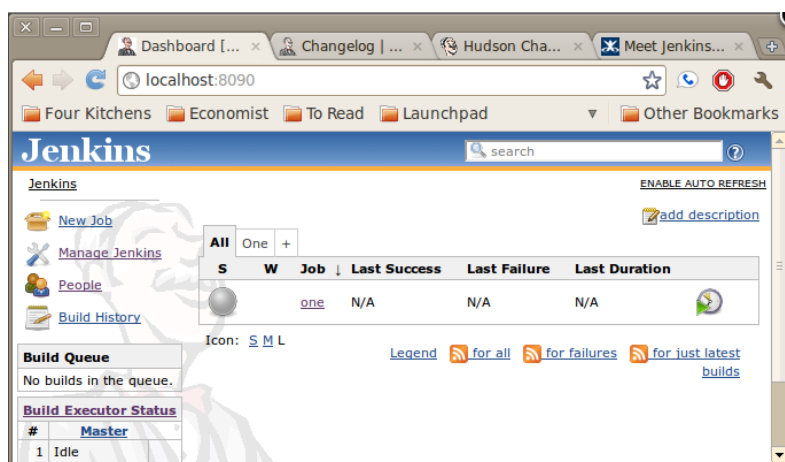 Dashboard [... Changelog | ... Hudson Cha... Meet Jenkins...
localhost:8090
Four Kitchens Economist To Read Launchpad Other Bookmarks
Jenkins search
Jenkins ENABLE AUTO REFRESH
add description
New Job
Manage Jenkins
People
Build History
All One +
S W Job ↓ Last Success Last Failure Last Duration
one N/A N/A N/A
Icon: S M L
Legend for all for failures for just latest
builds
Build Queue
No builds in the queue.
Build Executor Status
# Master
1 Idle